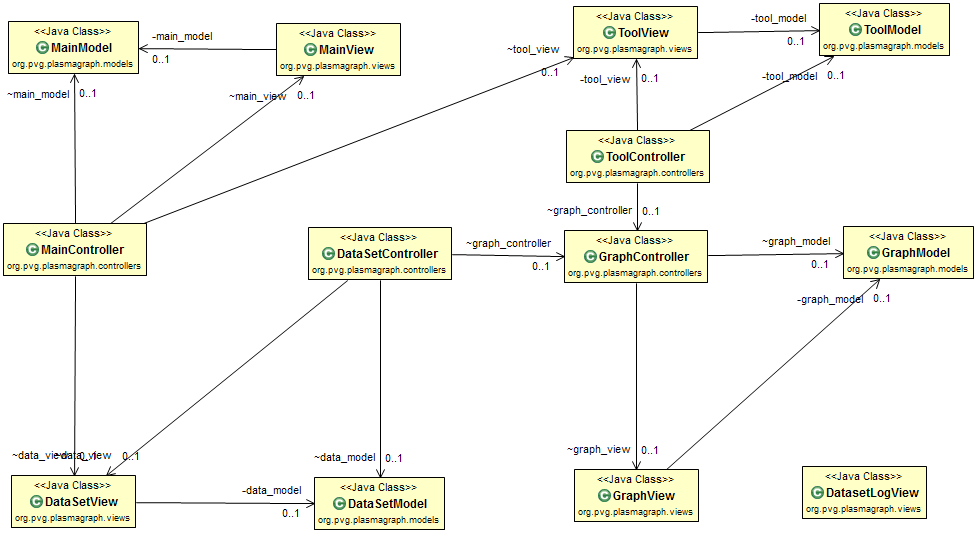 <<Java Class>>
MainModel
org.pvg.plasmagraph.models
-main_model
0..1
<<Java Class>>
MainView
org.pvg.plasmagraph.views
<<Java Class>>
ToolView
org.pvg.plasmagraph.views
-tool_model
0..1
<<Java Class>>
ToolModel
org.pvg.plasmagraph.models
~main_model
0..1
~main_view
0..1
~tool_view
0..1
-tool_view
0..1
-tool_model
0..1
<<Java Class>>
ToolController
org.pvg.plasmagraph.controllers
~graph_controller
0..1
<<Java Class>>
MainController
org.pvg.plasmagraph.controllers
<<Java Class>>
DataSetController
org.pvg.plasmagraph.controllers
~graph_controller
0..1
<<Java Class>>
GraphController
org.pvg.plasmagraph.controllers
~graph_model
0..1
<<Java Class>>
GraphModel
org.pvg.plasmagraph.models
-graph_model
0..1
~data_view
0..1
~data_view
0..1
~data_model
0..1
~graph_view
0..1
<<Java Class>>
DataSetView
org.pvg.plasmagraph.views
-data_model
0..1
<<Java Class>>
DataSetModel
org.pvg.plasmagraph.models
<<Java Class>>
GraphView
org.pvg.plasmagraph.views
<<Java Class>>
DatasetLogView
org.pvg.plasmagraph.views